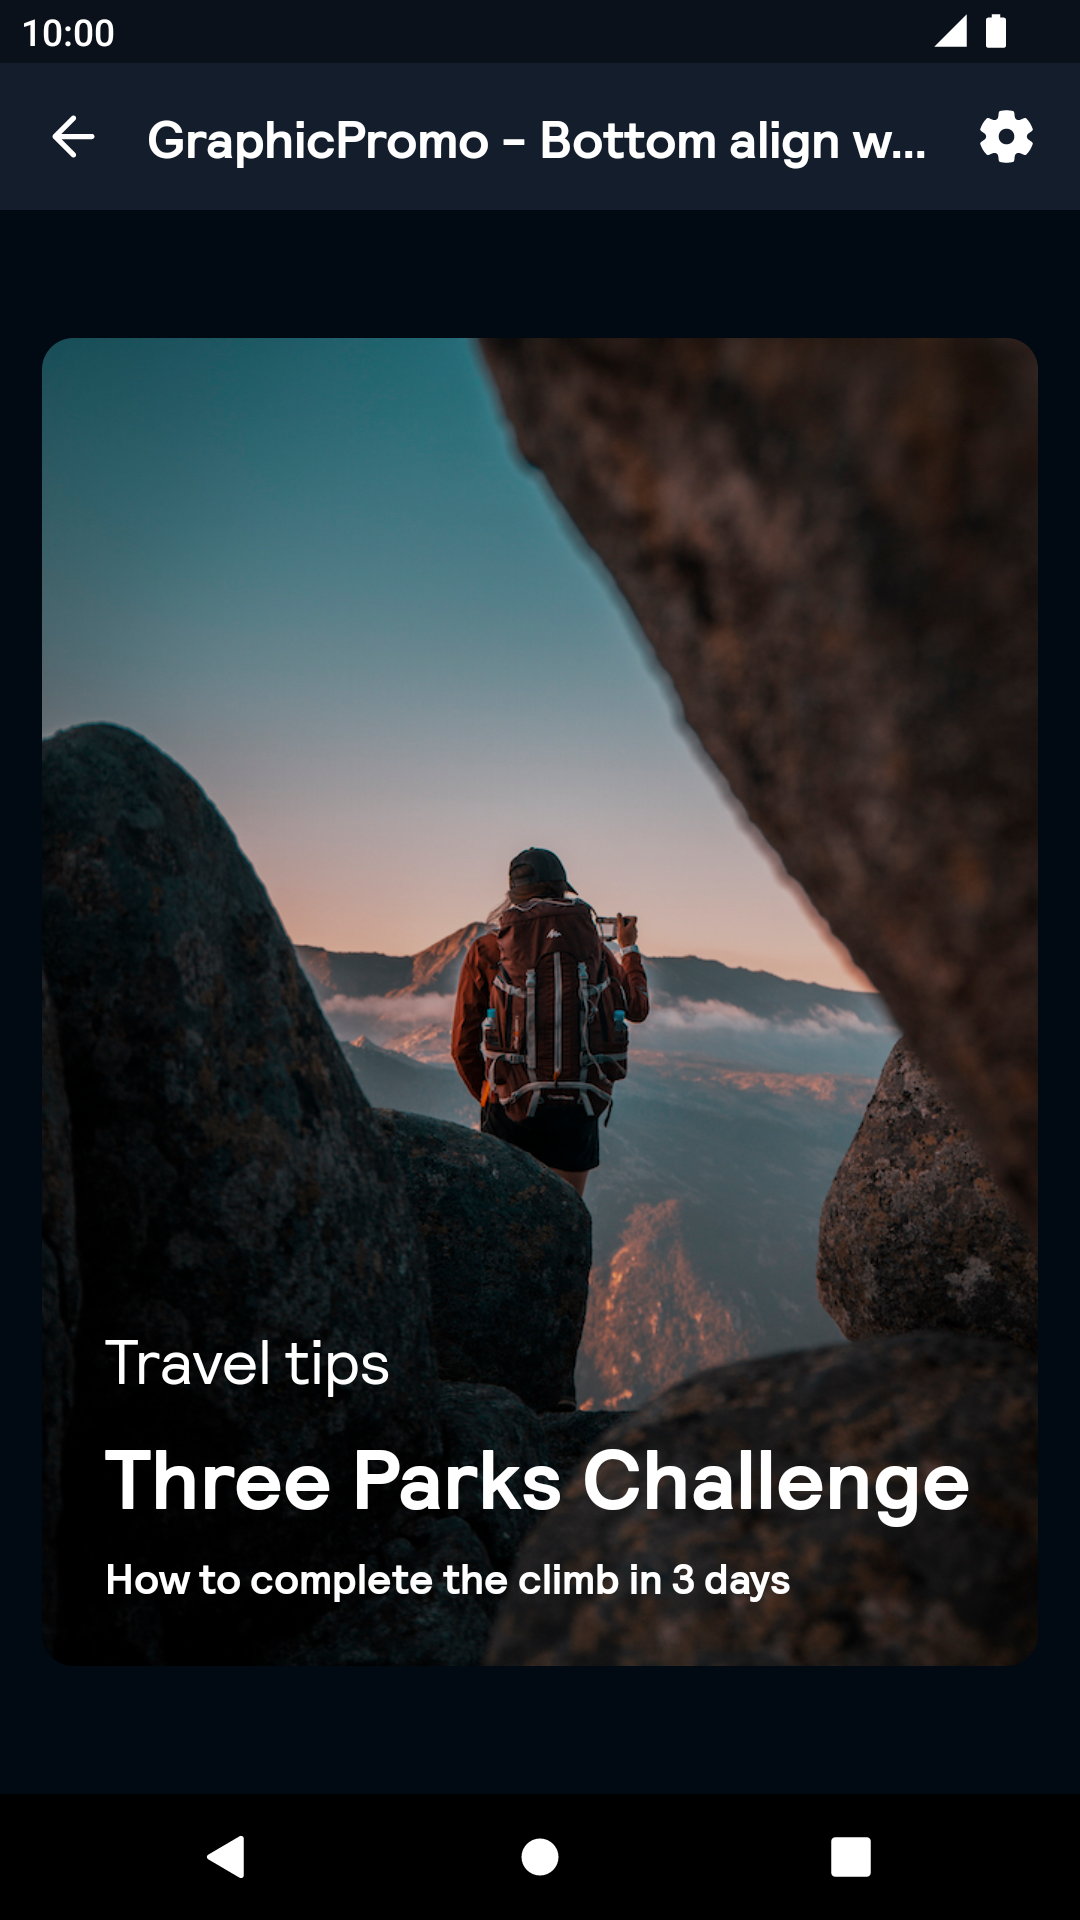 10:00
GraphicPromo - Bottom align w...
Travel tips
Three Parks Challenge
How to complete the climb in 3 days